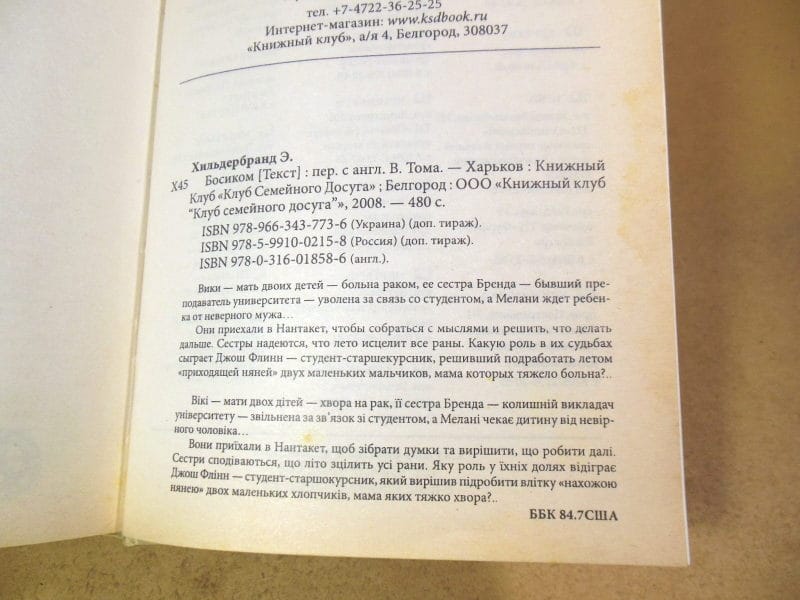 тел. +7-4722-36-25-25
Интернет-магазин: www.ksdbook.ru
«Книжный клуб», а/я 4, Белгород, 308037
Хильдербранд Э.
Х45 Босиком [Текст] : пер. с англ. В. Тома. — Харьков : Книжный
Клуб «Клуб Семейного Досуга» ; Белгород : ООО «Книжный клуб
“Клуб семейного досуга”», 2008. — 480 с.
ISBN 978-966-343-773-6 (Украина) (доп. тираж).
ISBN 978-5-9910-0215-8 (Россия) (доп. тираж).
ISBN 978-0-316-01858-6 (англ.).
Вики — мать двоих детей — больна раком, ее сестра Бренда — бывший пре-
подаватель университета — уволена за связь со студентом, а Мелани ждет ребен-
ка от неверного мужа…
Они приехали в Нантакет, чтобы собраться с мыслями и решить, что делать
дальше. Сестры надеются, что лето исцелит все раны. Какую роль в их судьбах
сыграет Джош Флинн — студент-старшекурсник, решивший подработать летом
«приходящей няней» двух маленьких мальчиков, мама которых тяжело больна?..
Вікі — мати двох дітей — хвора на рак, її сестра Бренда — колишній викладач
університету — звільнена за зв’язок зі студентом, а Мелані чекає дитину від невір-
ного чоловіка…
Вони приїхали в Нантакет, щоб зібрати думки та вирішити, що робити далі.
Сестри сподіваються, що літо зцілить усі рани. Яку роль у їхніх долях відіграє
Джош Флінн — студент-старшокурсник, який вирішив підробити влітку «нахожою
нянею» двох маленьких хлопчиків, мама яких тяжко хвора?..
ББК 84.7США